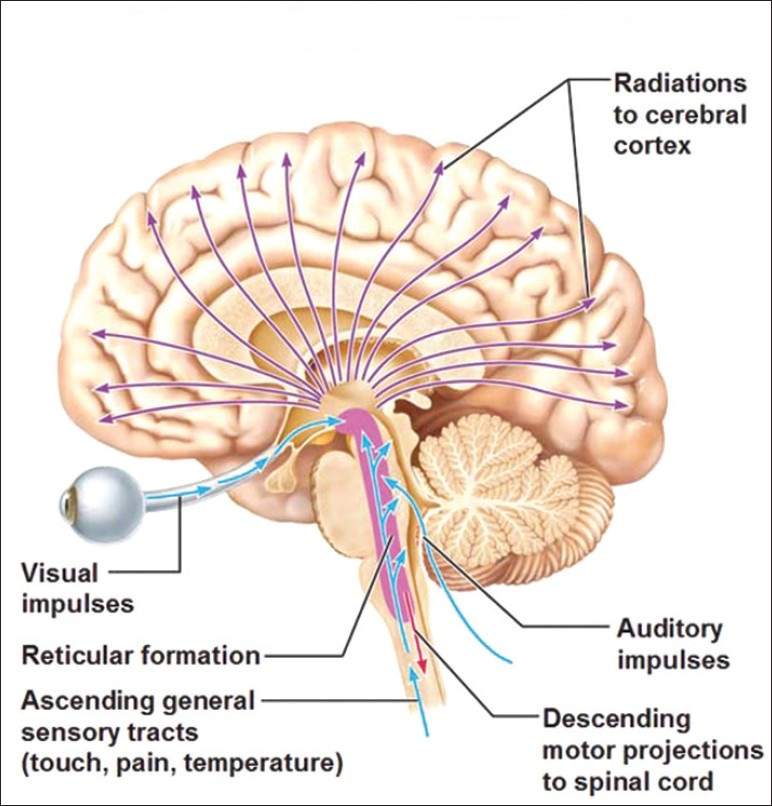 Radiations
to cerebral
cortex
Visual
impulses
Reticular formation
Ascending general
sensory tracts
(touch, pain, temperature)
Auditory
impulses
Descending
motor projections
to spinal cord